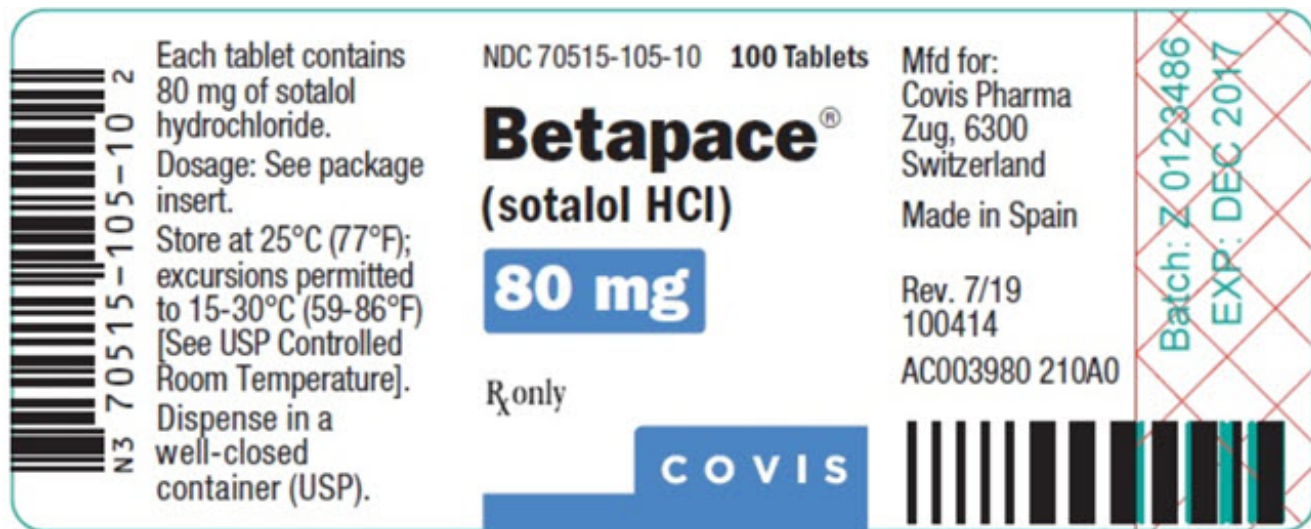 N3 70515-105-10 2
Each tablet contains
80 mg of sotalol
hydrochloride.
Dosage: See package
insert.
Store at 25°C (77°F);
excursions permitted
to 15-30°C (59-86°F)
[See USP Controlled
Room Temperature].
Dispense in a
well-closed
container (USP).
NDC 70515-105-10 100 Tablets
Betapace®
(sotalol HCl)
80 mg
Rx only
COVIS
Mfd for:
Covis Pharma
Zug, 6300
Switzerland
Made in Spain
Rev. 7/19
100414
AC003980 210A0
Batch: Z 0123486
EXP: DEC 2017